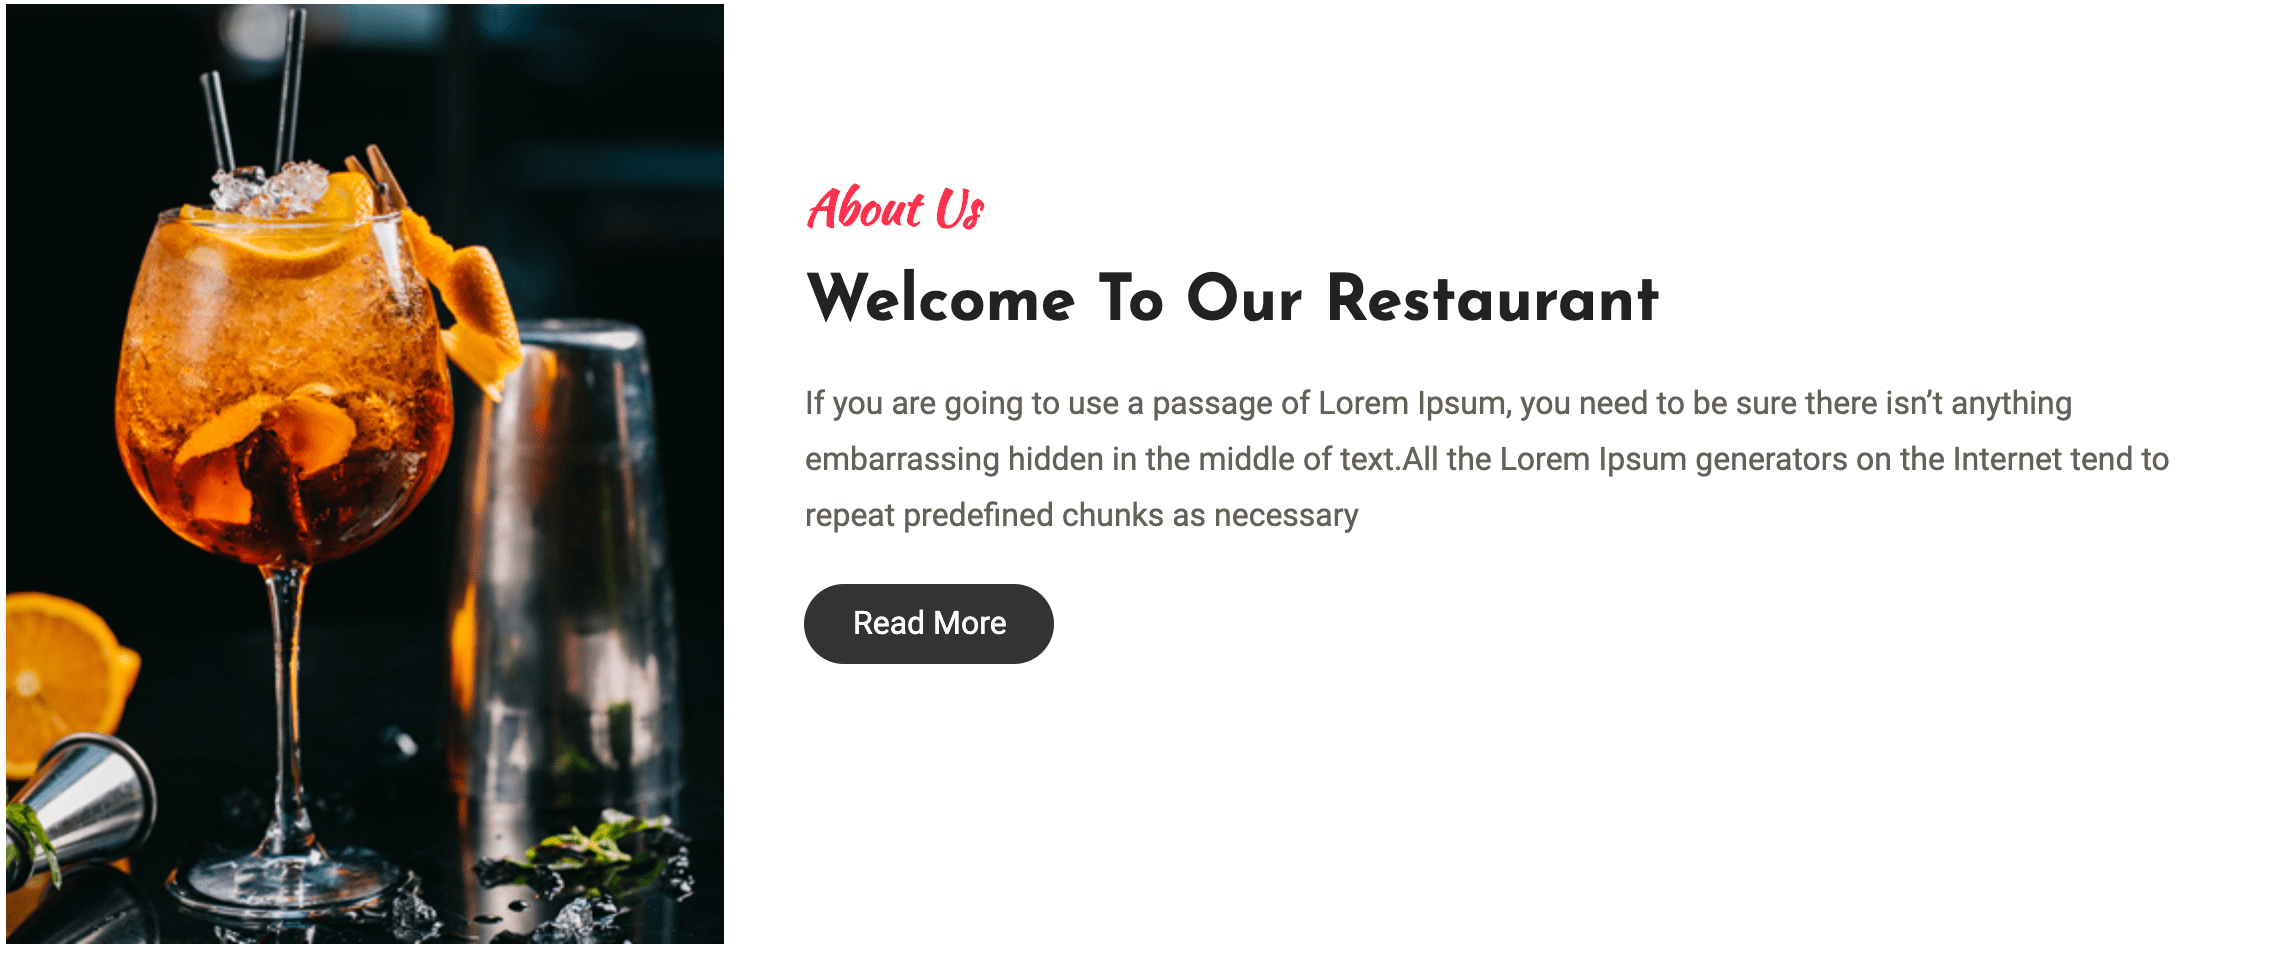 About Us
Welcome To Our Restaurant
If you are going to use a passage of Lorem Ipsum, you need to be sure there isn’t anything
embarrassing hidden in the middle of text.All the Lorem Ipsum generators on the Internet tend to
repeat predefined chunks as necessary
Read More